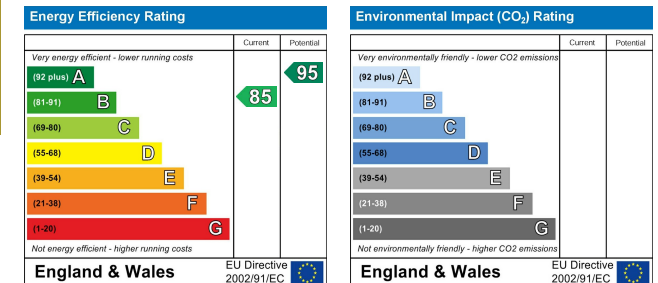 Energy Efficiency Rating
Current Potential
Very energy efficient - lower running costs
(92 plus) A
(81-91) B
(69-80) C
(55-68) D
(39-54) E
(21-38) F
(1-20) G
85
95
Not energy efficient - higher running costs
England & Wales
EU Directive
2002/91/EC
Environmental Impact (CO₂) Rating
Current Potential
Very environmentally friendly - lower CO2 emissions
(92 plus) A
(81-91) B
(69-80) C
(55-68) D
(39-54) E
(21-38) F
(1-20) G
Not environmentally friendly - higher CO2 emissions
England & Wales
EU Directive
2002/91/EC